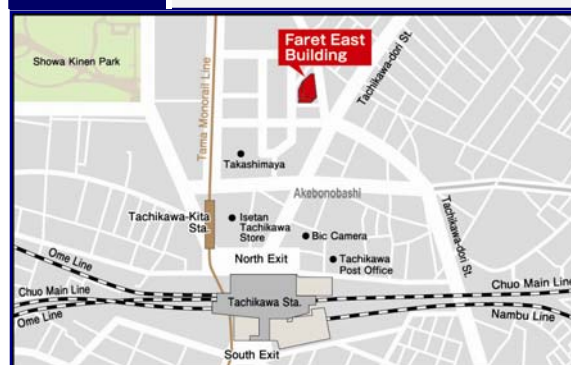 Faret East
Building
Showa Kinen Park
Tama Monorail Line
Tachikawa-dori St.
Takashimaya
Akebonobashi
Tachikawa-Kita
Sta.
Isetan
Tachikawa
Store
Bic Camera
Tachikawa-dori St.
North Exit
Tachikawa
Post Office
Ome Line
Chuo Main Line
Ome Line
Tachikawa Sta.
Chuo Main Line
Nambu Line
South Exit